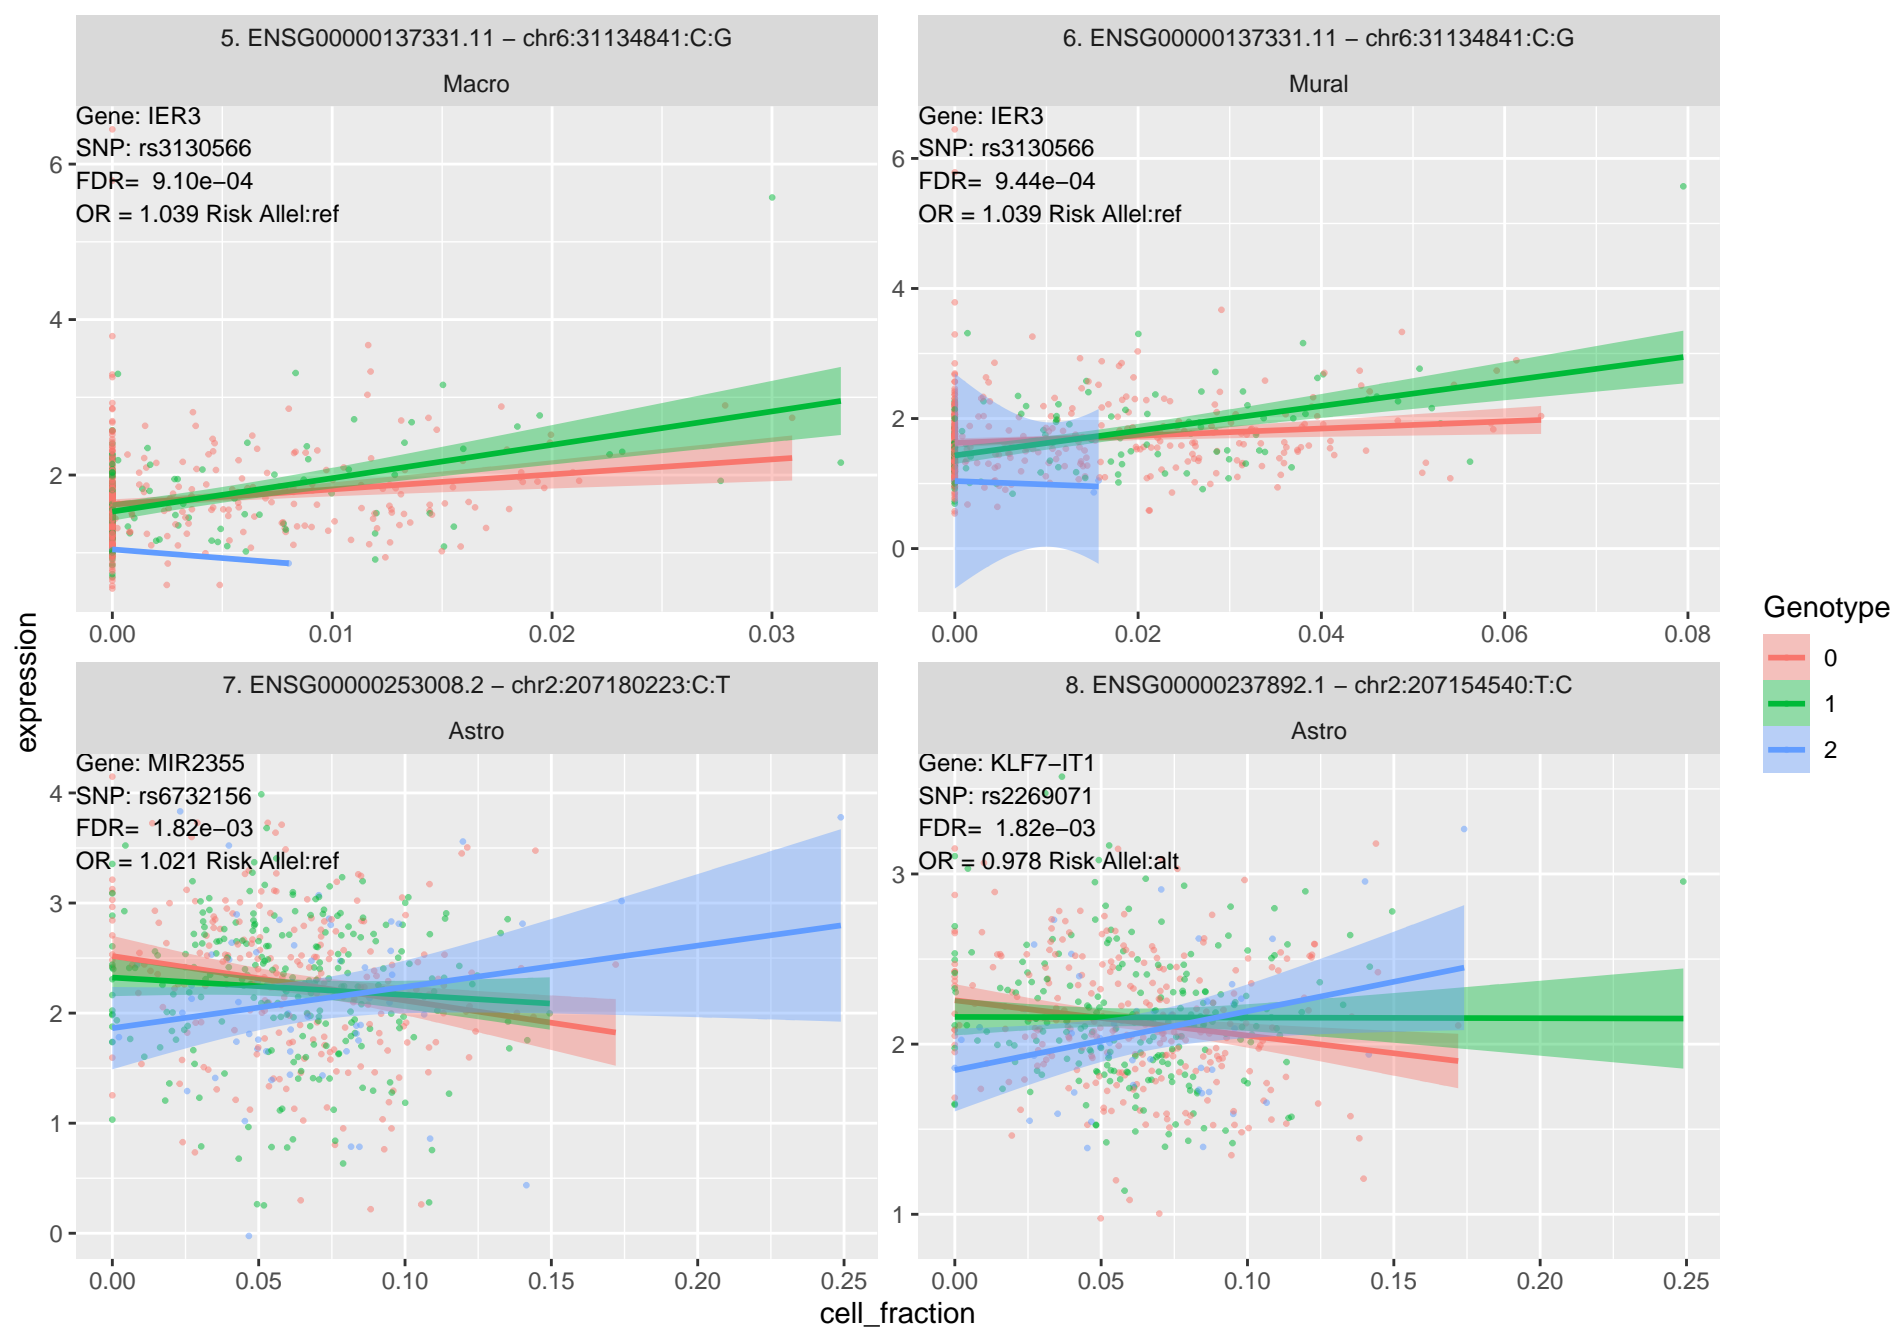 5. ENSG00000137331.11 − chr6:31134841:C:G
Macro
Gene: IER3
SNP: rs3130566
FDR= 9.10e−04
OR = 1.039 Risk Allel:ref
6
4
2
0.00 0.01 0.02 0.03
6. ENSG00000137331.11 − chr6:31134841:C:G
Mural
Gene: IER3
SNP: rs3130566
FDR= 9.44e−04
OR = 1.039 Risk Allel:ref
6
4
2
0
0.00 0.02 0.04 0.06 0.08
7. ENSG00000253008.2 − chr2:207180223:C:T
Astro
Gene: MIR2355
SNP: rs6732156
FDR= 1.82e−03
OR = 1.021 Risk Allel:ref
4
3
2
1
0
0.00 0.05 0.10 0.15 0.20 0.25
8. ENSG00000237892.1 − chr2:207154540:T:C
Astro
Gene: KLF7−IT1
SNP: rs2269071
FDR= 1.82e−03
OR = 0.978 Risk Allel:alt
3
2
1
0.00 0.05 0.10 0.15 0.20 0.25
expression
cell_fraction
Genotype
0
1
2